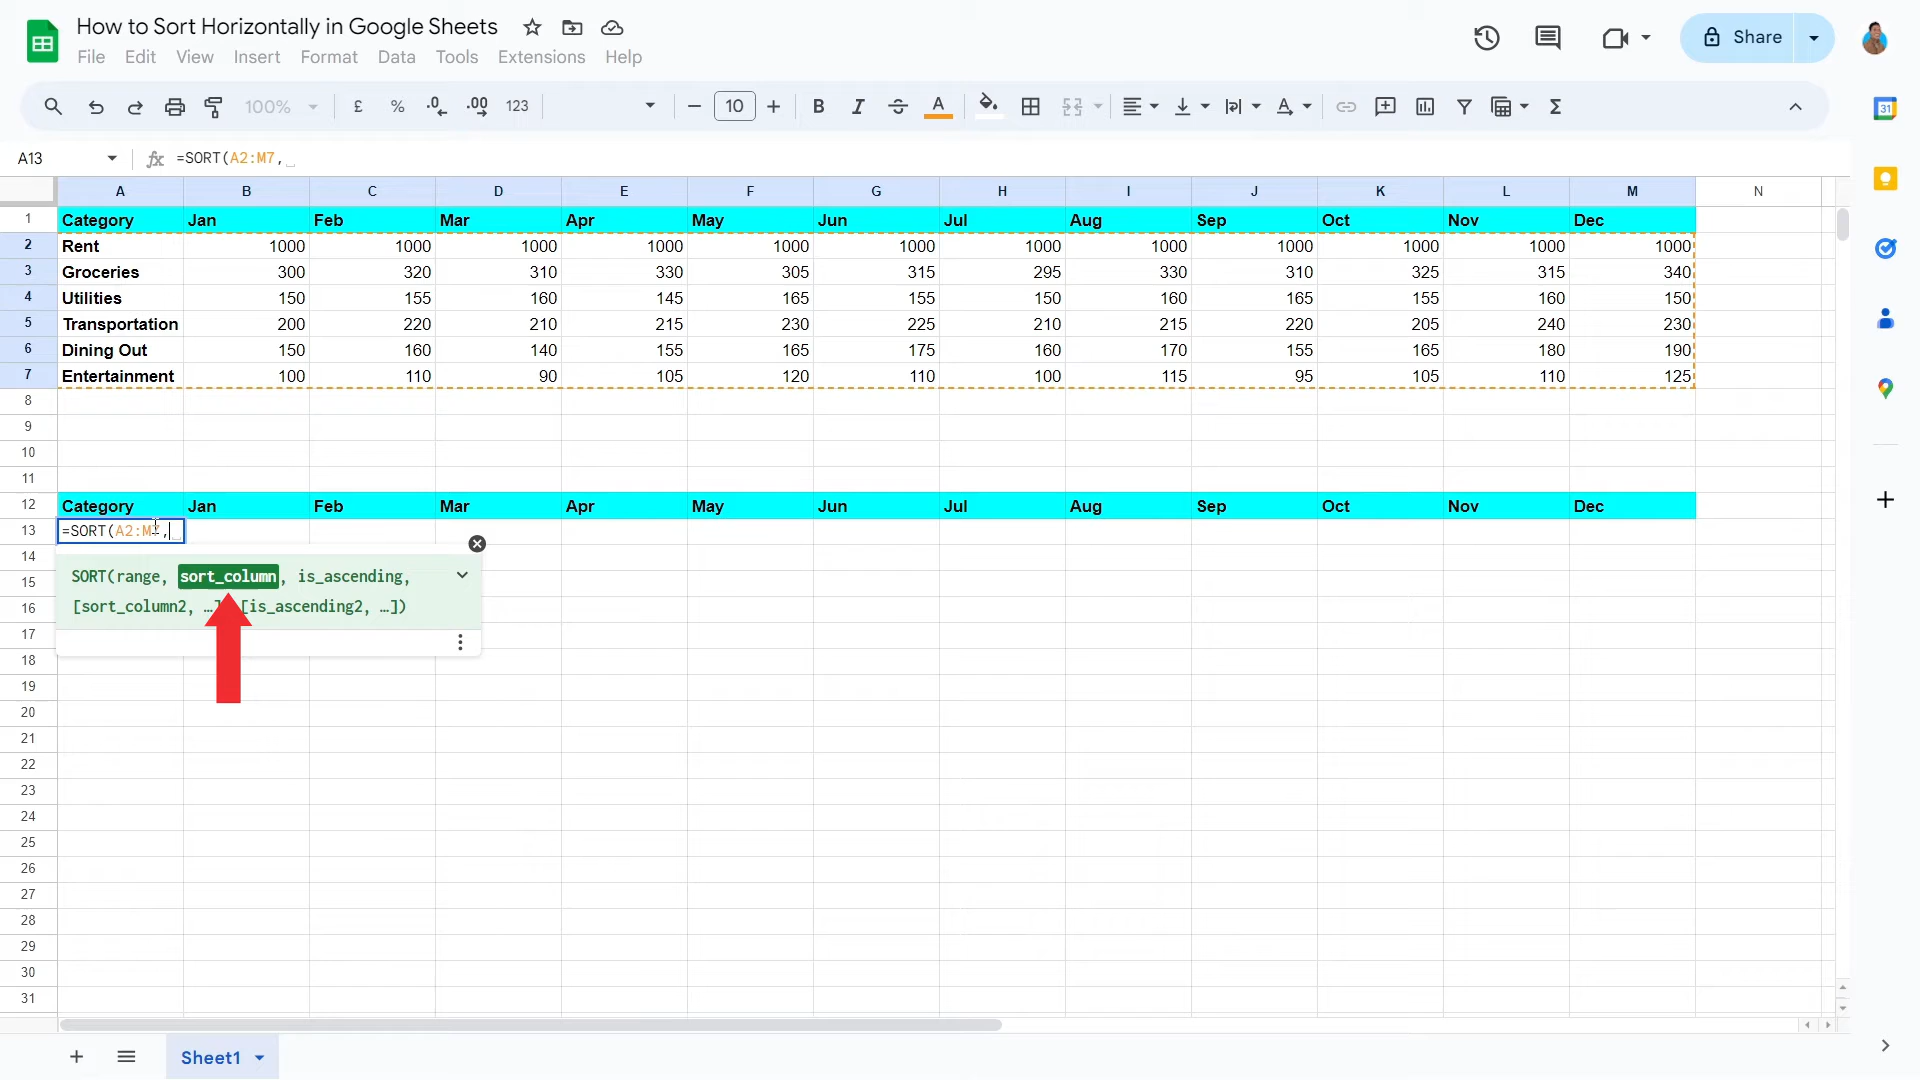 How to Sort Horizontally in Google Sheets
File Edit View Insert Format Data Tools Extensions Help
Share
100% £ % .0 .00 123 10 B I S A A Σ
31
A13 fx =SORT(A2:M7,
A B C D E F G H I J K L M N
1 Category Jan Feb Mar Apr May Jun Jul Aug Sep Oct Nov Dec
2 Rent 1000 1000 1000 1000 1000 1000 1000 1000 1000 1000 1000 1000
3 Groceries 300 320 310 330 305 315 295 330 310 325 315 340
4 Utilities 150 155 160 145 165 155 150 160 165 155 160 150
5 Transportation 200 220 210 215 230 225 210 215 220 205 240 230
6 Dining Out 150 160 140 155 165 175 160 170 155 165 180 190
7 Entertainment 100 110 90 105 120 110 100 115 95 105 110 125
8
9
10
11
12 Category Jan Feb Mar Apr May Jun Jul Aug Sep Oct Nov Dec
13 =SORT(A2:M7,
14
SORT(range, sort_column, is_ascending,
15
[sort_column2, …], [is_ascending2, …])
16
17
18
19
20
21
22
23
24
25
26
27
28
29
30
31
Sheet1